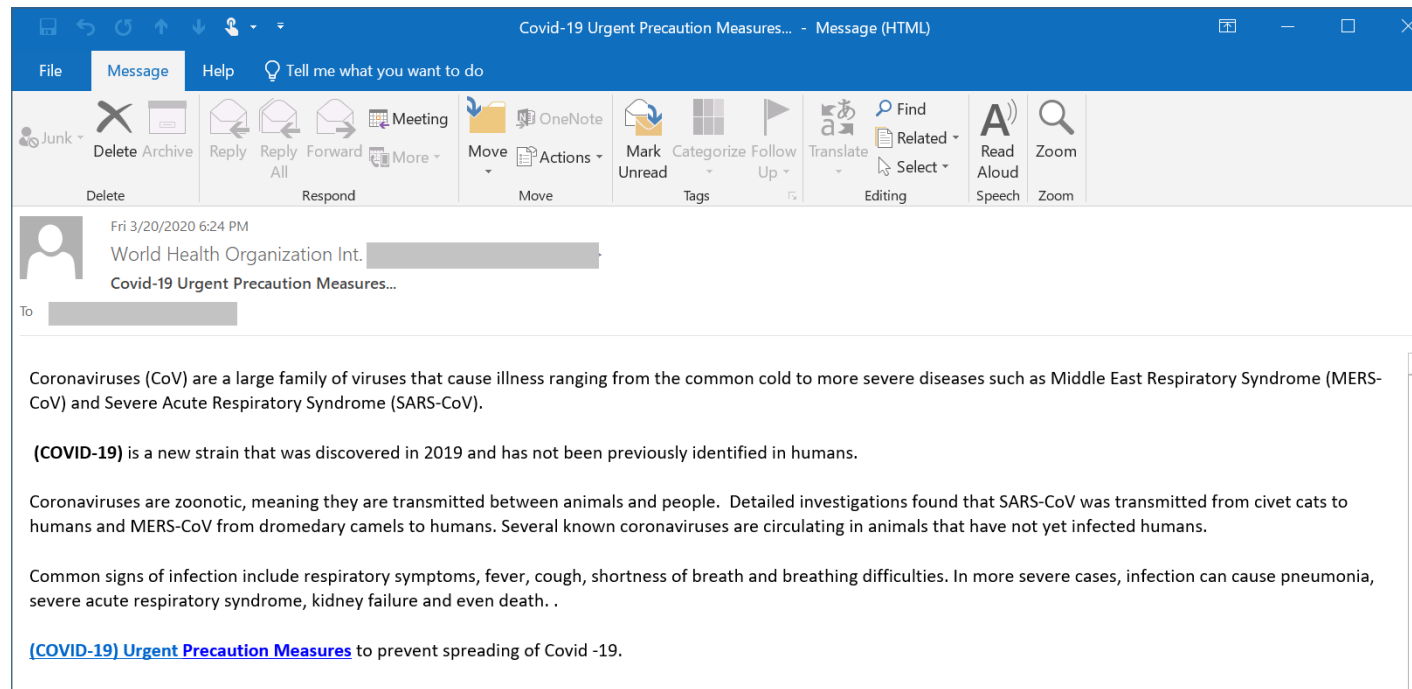 Covid-19 Urgent Precaution Measures... - Message (HTML)
File Message Help Tell me what you want to do
Junk
Delete
Archive
Reply
Reply All
Forward
Meeting
More
Move
OneNote
Actions
Mark Unread
Categorize
Follow Up
Translate
Find
Related
Select
Read Aloud
Zoom
Delete Respond Move Tags Editing Speech Zoom
Fri 3/20/2020 6:24 PM
World Health Organization Int.
Covid-19 Urgent Precaution Measures...
To
Coronaviruses (CoV) are a large family of viruses that cause illness ranging from the common cold to more severe diseases such as Middle East Respiratory Syndrome (MERS-
CoV) and Severe Acute Respiratory Syndrome (SARS-CoV).
(COVID-19) is a new strain that was discovered in 2019 and has not been previously identified in humans.
Coronaviruses are zoonotic, meaning they are transmitted between animals and people.  Detailed investigations found that SARS-CoV was transmitted from civet cats to
humans and MERS-CoV from dromedary camels to humans. Several known coronaviruses are circulating in animals that have not yet infected humans.
Common signs of infection include respiratory symptoms, fever, cough, shortness of breath and breathing difficulties. In more severe cases, infection can cause pneumonia,
severe acute respiratory syndrome, kidney failure and even death. .
(COVID-19) Urgent Precaution Measures to prevent spreading of Covid -19.